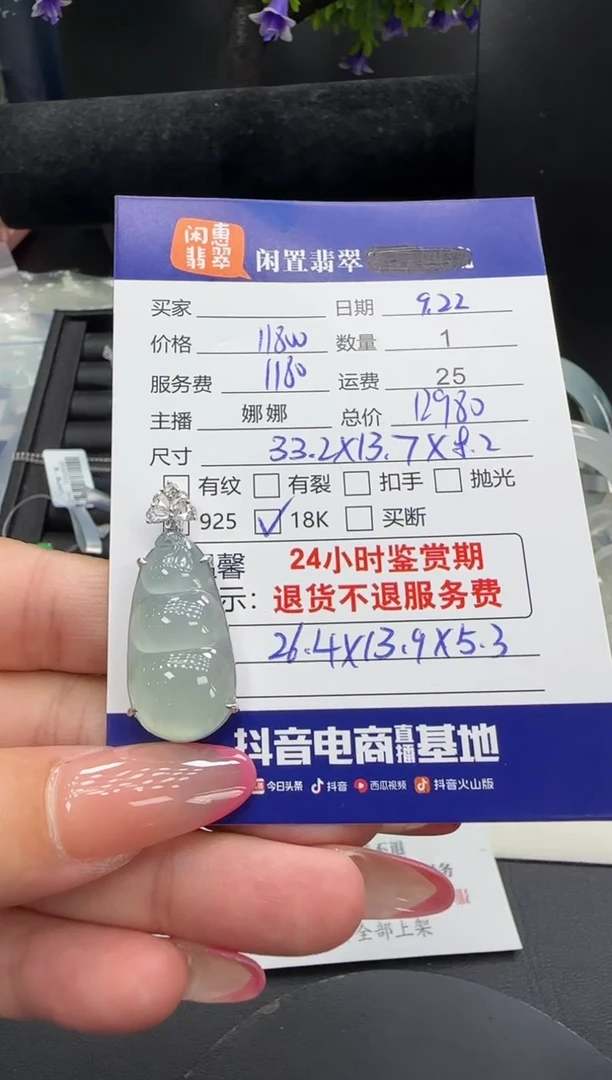 闲惠
翡翠
闲置翡翠
买家 日期 9.22
价格 11800 数量 1
服务费 1180 运费 25
主播 娜娜 总价 12980
尺寸 33.2X13.7X8.2
有纹 有裂 扣手 抛光
925 18K 买断
馨 24小时鉴赏期
示: 退货不退服务费
26.4X13.9X5.3
抖音电商直播基地
今日头条 抖音 西瓜视频 抖音火山版
全部上架